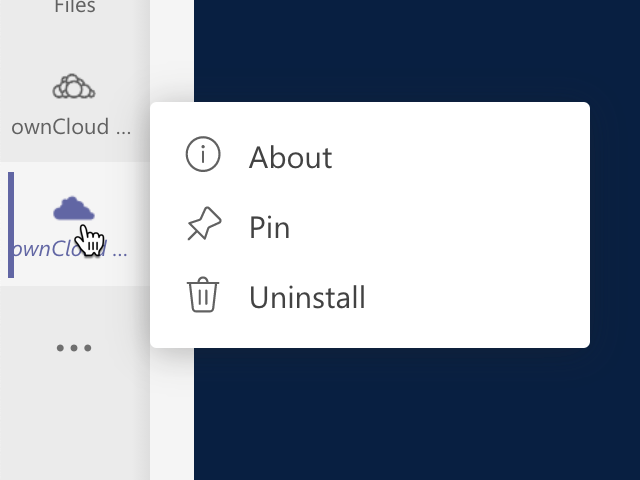 Files
ownCloud ...
ownCloud ...
About
Pin
Uninstall